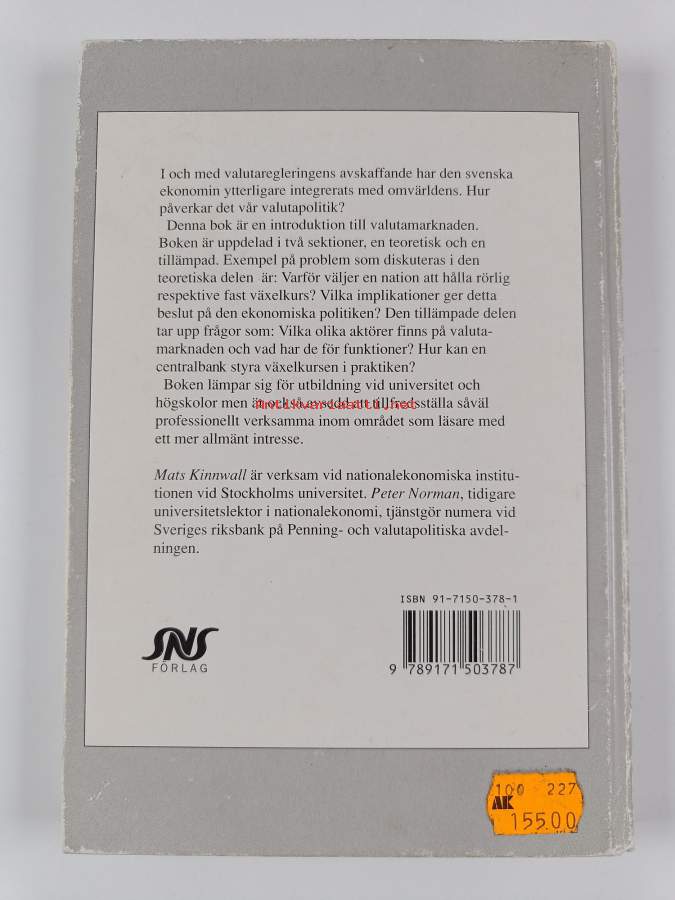 I och med valutaregleringens avskaffande har den svenska
ekonomin ytterligare integrerats med omvärldens. Hur
påverkar det vår valutapolitik?
Denna bok är en introduktion till valutamarknaden.
Boken är uppdelad i två sektioner, en teoretisk och en
tillämpad. Exempel på problem som diskuteras i den
teoretiska delen är: Varför väljer en nation att hålla rörlig
respektive fast växelkurs? Vilka implikationer ger detta
beslut på den ekonomiska politiken? Den tillämpade delen
tar upp frågor som: Vilka olika aktörer finns på valuta-
marknaden och vad har de för funktioner? Hur kan en
centralbank styra växelkursen i praktiken?
Boken lämpar sig för utbildning vid universitet och
högskolor men är också avsedd att tillfredsställa såväl
Antikvariaatti.net
professionellt verksamma inom området som läsare med
ett mer allmänt intresse.
Mats Kinnwall är verksam vid nationalekonomiska institu-
tionen vid Stockholms universitet. Peter Norman, tidigare
universitetslektor i nationalekonomi, tjänstgör numera vid
Sveriges riksbank på Penning- och valutapolitiska avdel-
ningen.
ISBN 91-7150-378-1
SNS
FÖRLAG
9 789171 503787
100 227
AK
155.00